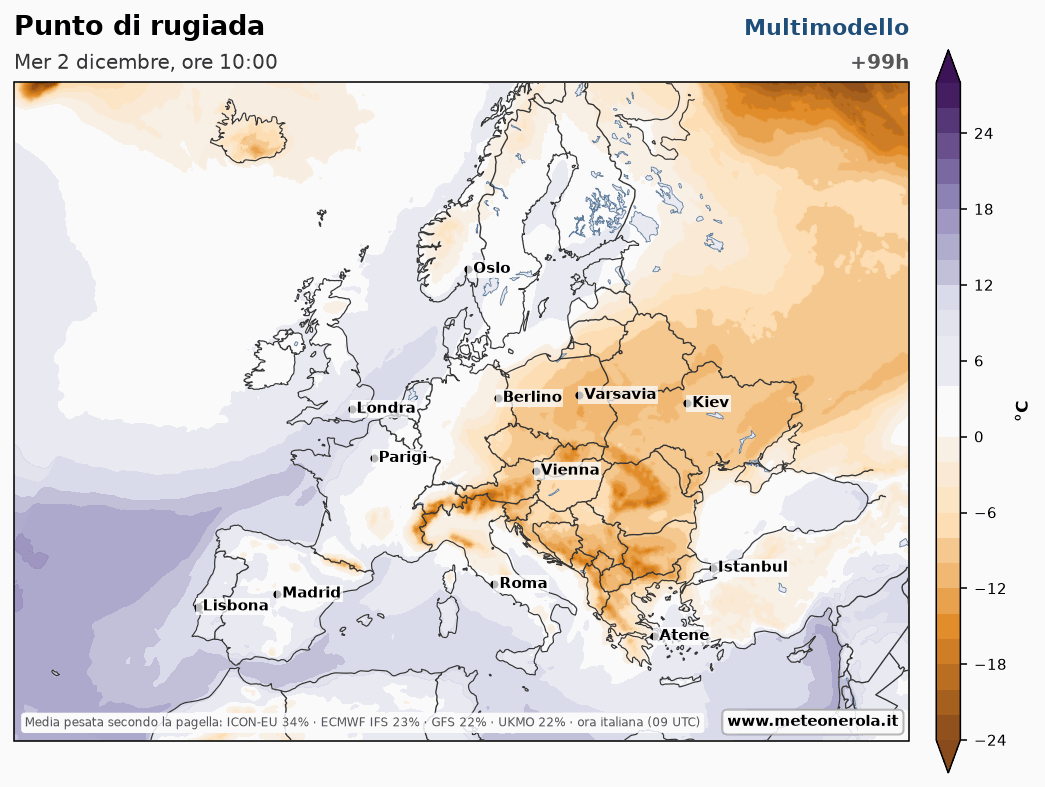 Punto di rugiada
Multimodello
Mer 2 dicembre, ore 10:00
+99h
24
18
12
6
0
−6
−12
−18
−24
°C
Oslo
Londra
Berlino
Varsavia
Kiev
Parigi
Vienna
Istanbul
Roma
Madrid
Lisbona
Atene
Media pesata secondo la pagella: ICON-EU 34% · ECMWF IFS 23% · GFS 22% · UKMO 22% · ora italiana (09 UTC)
www.meteonerola.it